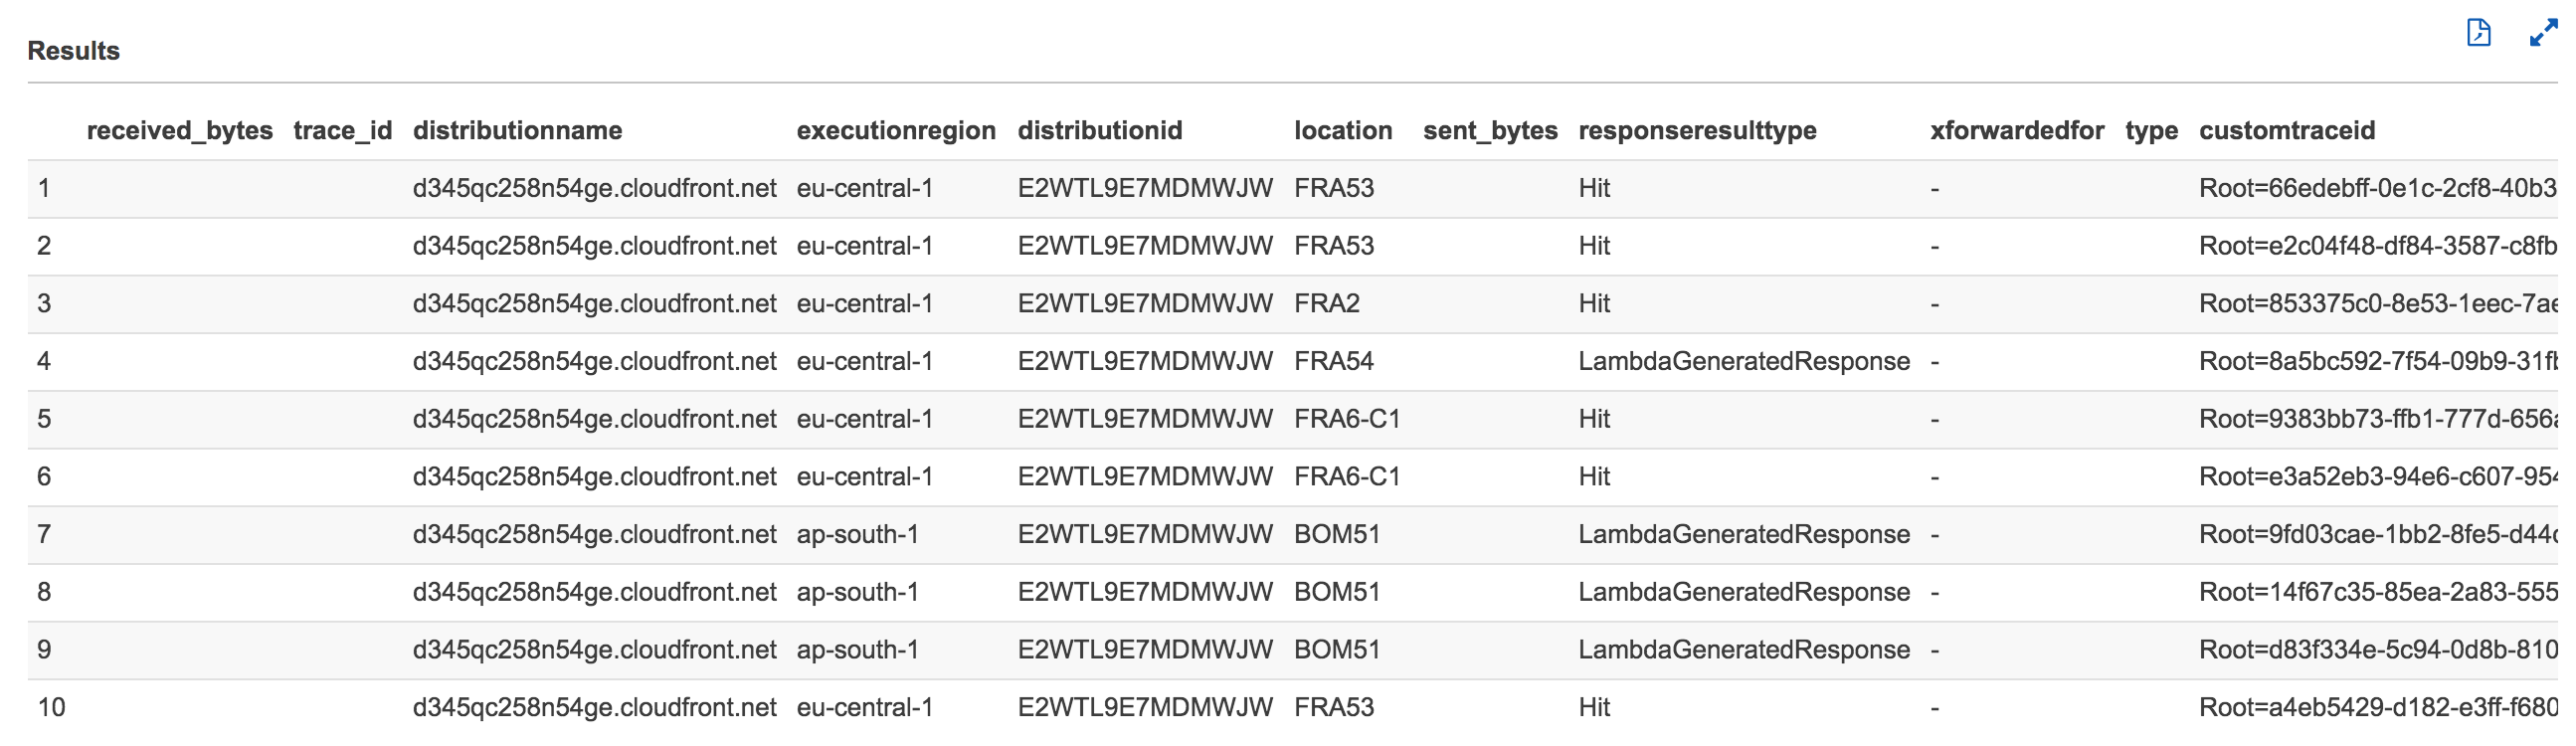 Results
received_bytes trace_id distributionname executionregion distributionid location sent_bytes responseresulttype xforwardedfor type customtraceid
1 d345qc258n54ge.cloudfront.net eu-central-1 E2WTL9E7MDMWJW FRA53 Hit - Root=66edebff-0e1c-2cf8-40b3
2 d345qc258n54ge.cloudfront.net eu-central-1 E2WTL9E7MDMWJW FRA53 Hit - Root=e2c04f48-df84-3587-c8fb
3 d345qc258n54ge.cloudfront.net eu-central-1 E2WTL9E7MDMWJW FRA2 Hit - Root=853375c0-8e53-1eec-7ae
4 d345qc258n54ge.cloudfront.net eu-central-1 E2WTL9E7MDMWJW FRA54 LambdaGeneratedResponse - Root=8a5bc592-7f54-09b9-31fb
5 d345qc258n54ge.cloudfront.net eu-central-1 E2WTL9E7MDMWJW FRA6-C1 Hit - Root=9383bb73-ffb1-777d-656a
6 d345qc258n54ge.cloudfront.net eu-central-1 E2WTL9E7MDMWJW FRA6-C1 Hit - Root=e3a52eb3-94e6-c607-954
7 d345qc258n54ge.cloudfront.net ap-south-1 E2WTL9E7MDMWJW BOM51 LambdaGeneratedResponse - Root=9fd03cae-1bb2-8fe5-d44c
8 d345qc258n54ge.cloudfront.net ap-south-1 E2WTL9E7MDMWJW BOM51 LambdaGeneratedResponse - Root=14f67c35-85ea-2a83-555
9 d345qc258n54ge.cloudfront.net ap-south-1 E2WTL9E7MDMWJW BOM51 LambdaGeneratedResponse - Root=d83f334e-5c94-0d8b-810
10 d345qc258n54ge.cloudfront.net eu-central-1 E2WTL9E7MDMWJW FRA53 Hit - Root=a4eb5429-d182-e3ff-f680